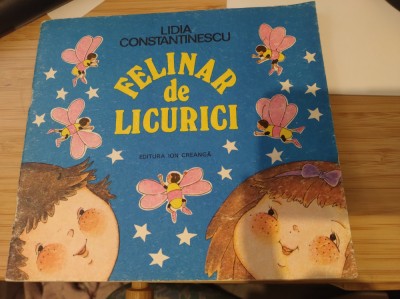 LIDIA
CONSTANTINESCU
FELINAR
de
LICURICI
EDITURA ION CREANGĂ